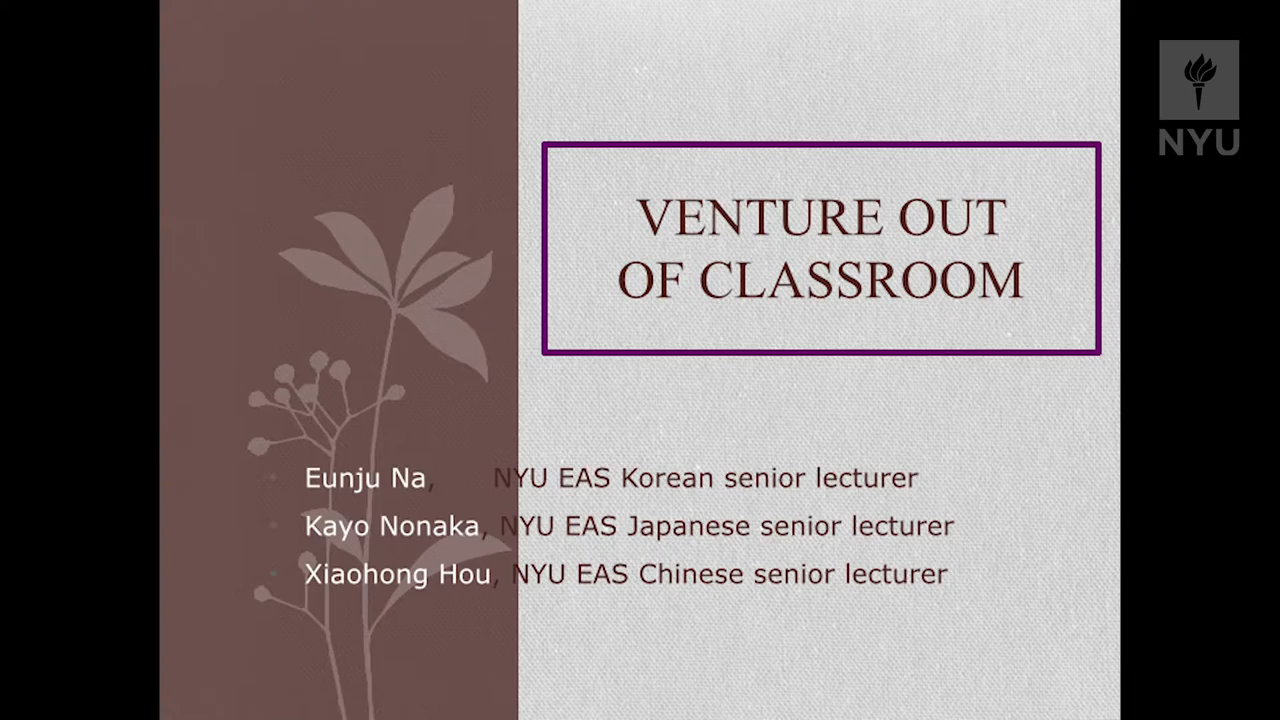 NYU
VENTURE OUT
OF CLASSROOM
Eunju Na, NYU EAS Korean senior lecturer
Kayo Nonaka, NYU EAS Japanese senior lecturer
Xiaohong Hou, NYU EAS Chinese senior lecturer